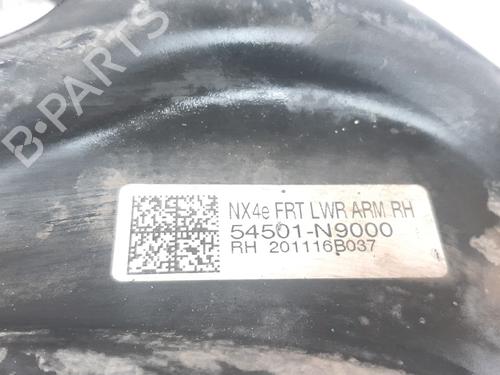 B-PARTS
NX4e FRT LWR ARM RH
54501-N9000
RH 201116B037